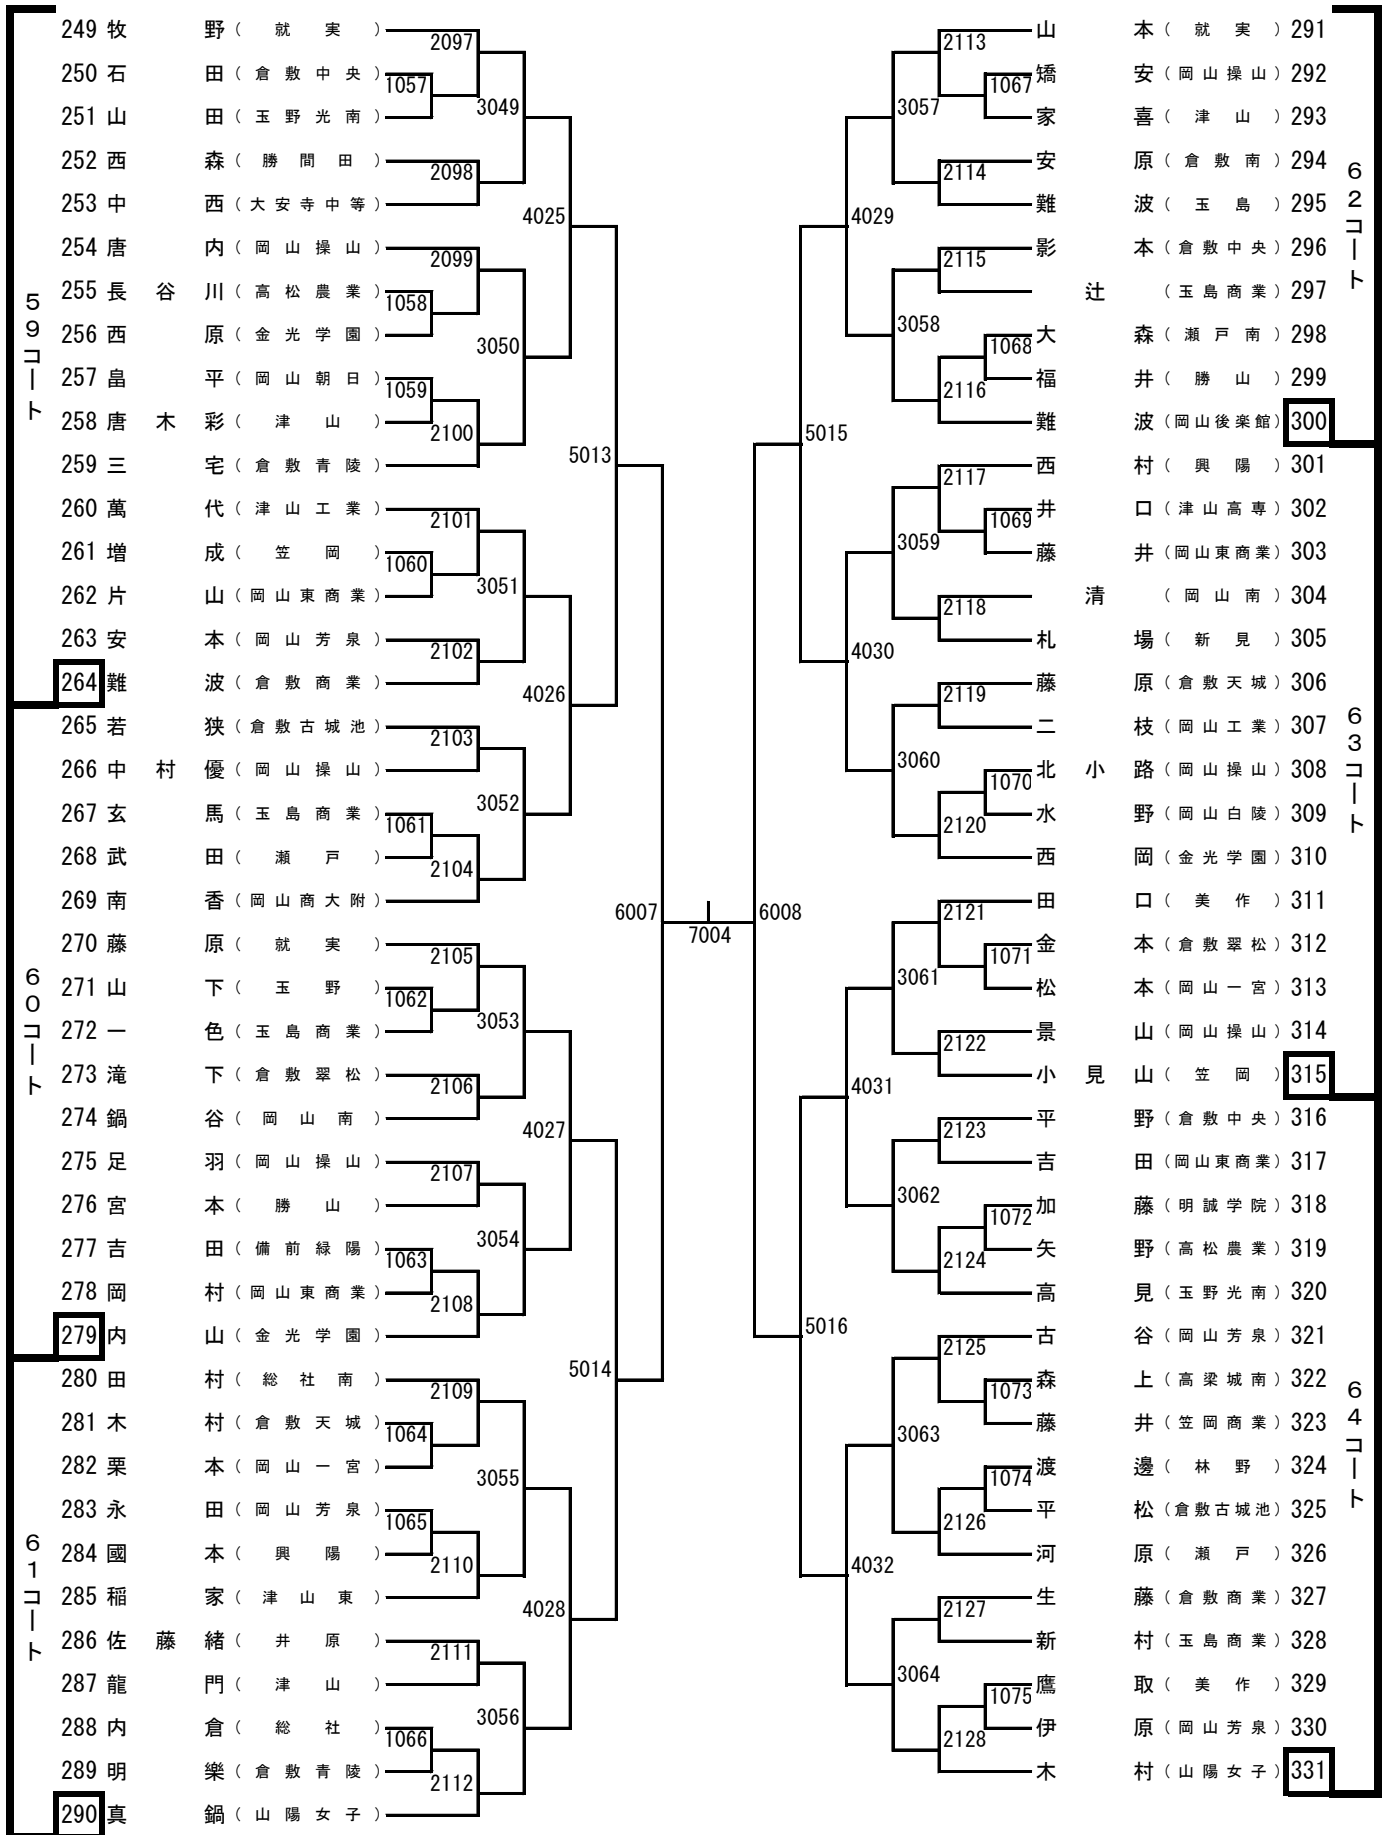 249 牧野（就実） 2097 2113 山本（就実） 291
250 石田（倉敷中央） 1057 1067 矯安（岡山操山） 292
251 山田（玉野光南） 3049 3057 家喜（津山） 293
252 西森（勝間田） 2098 2114 安原（倉敷南） 294
253 中西（大安寺中等） 4025 4029 難波（玉島） 295
254 唐内（岡山操山） 2099 2115 影本（倉敷中央） 296
255 長谷川（高松農業） 1058 辻（玉島商業） 297
256 西原（金光学園） 3050 3058 1068 大森（瀬戸南） 298
257 畠平（岡山朝日） 1059 2116 福井（勝山） 299
258 唐木彩（津山） 2100 5015 難波（岡山後楽館） 300
259 三宅（倉敷青陵） 5013 2117 西村（興陽） 301
260 萬代（津山工業） 2101 1069 井口（津山高専） 302
261 増成（笠岡） 1060 3059 藤井（岡山東商業） 303
262 片山（岡山東商業） 3051 2118 清（岡山南） 304
263 安本（岡山芳泉） 2102 4030 札場（新見） 305
264 難波（倉敷商業） 4026 2119 藤原（倉敷天城） 306
265 若狭（倉敷古城池） 2103 二枝（岡山工業） 307
266 中村優（岡山操山） 3052 3060 1070 北小路（岡山操山） 308
267 玄馬（玉島商業） 1061 2120 水野（岡山白陵） 309
268 武田（瀬戸） 2104 西岡（金光学園） 310
269 南香（岡山商大附） 6007 7004 6008 2121 田口（美作） 311
270 藤原（就実） 2105 1071 金本（倉敷翠松） 312
271 山下（玉野） 1062 3061 松本（岡山一宮） 313
272 一色（玉島商業） 3053 2122 景山（岡山操山） 314
273 滝下（倉敷翠松） 2106 4031 小見山（笠岡） 315
274 鍋谷（岡山南） 4027 2123 平野（倉敷中央） 316
275 足羽（岡山操山） 2107 吉田（岡山東商業） 317
276 宮本（勝山） 3054 3062 1072 加藤（明誠学院） 318
277 吉田（備前緑陽） 1063 2124 矢野（高松農業） 319
278 岡村（岡山東商業） 2108 5016 高見（玉野光南） 320
279 内山（金光学園） 5014 2125 古谷（岡山芳泉） 321
280 田村（総社南） 2109 1073 森上（高梁城南） 322
281 木村（倉敷天城） 1064 3063 藤井（笠岡商業） 323
282 栗本（岡山一宮） 3055 1074 渡邊（林野） 324
283 永田（岡山芳泉） 1065 2126 平松（倉敷古城池） 325
284 國本（興陽） 2110 4032 河原（瀬戸） 326
285 稲家（津山東） 4028 2127 生藤（倉敷商業） 327
286 佐藤緒（井原） 2111 新村（玉島商業） 328
287 龍門（津山） 3056 3064 1075 鷹取（美作） 329
288 内倉（総社） 1066 2128 伊原（岡山芳泉） 330
289 明樂（倉敷青陵） 2112 木村（山陽女子） 331
290 真鍋（山陽女子）
59コート
60コート
61コート
62コート
63コート
64コート